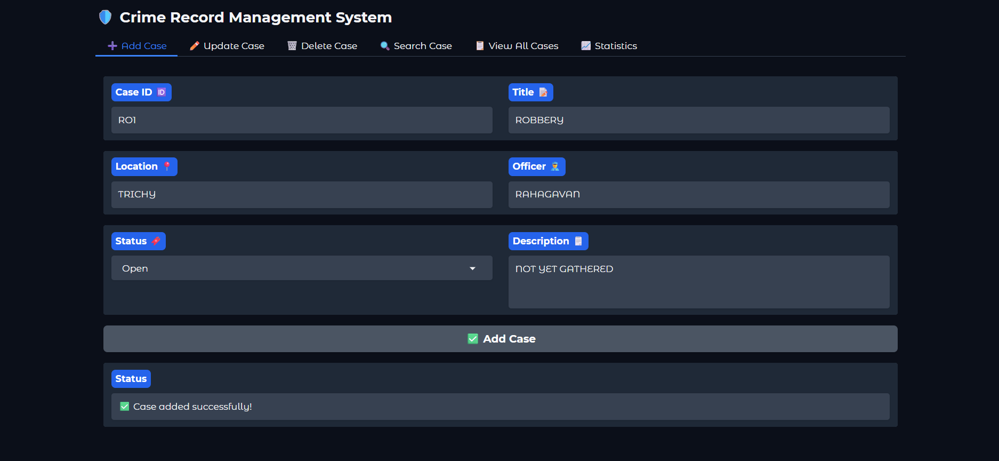 Crime Record Management System
Add Case Update Case Delete Case Search Case View All Cases Statistics
Case ID 🆔 Title
RO1 ROBBERY
Location Officer
TRICHY RAHAGAVAN
Status Description
Open NOT YET GATHERED
Add Case
Status
Case added successfully!